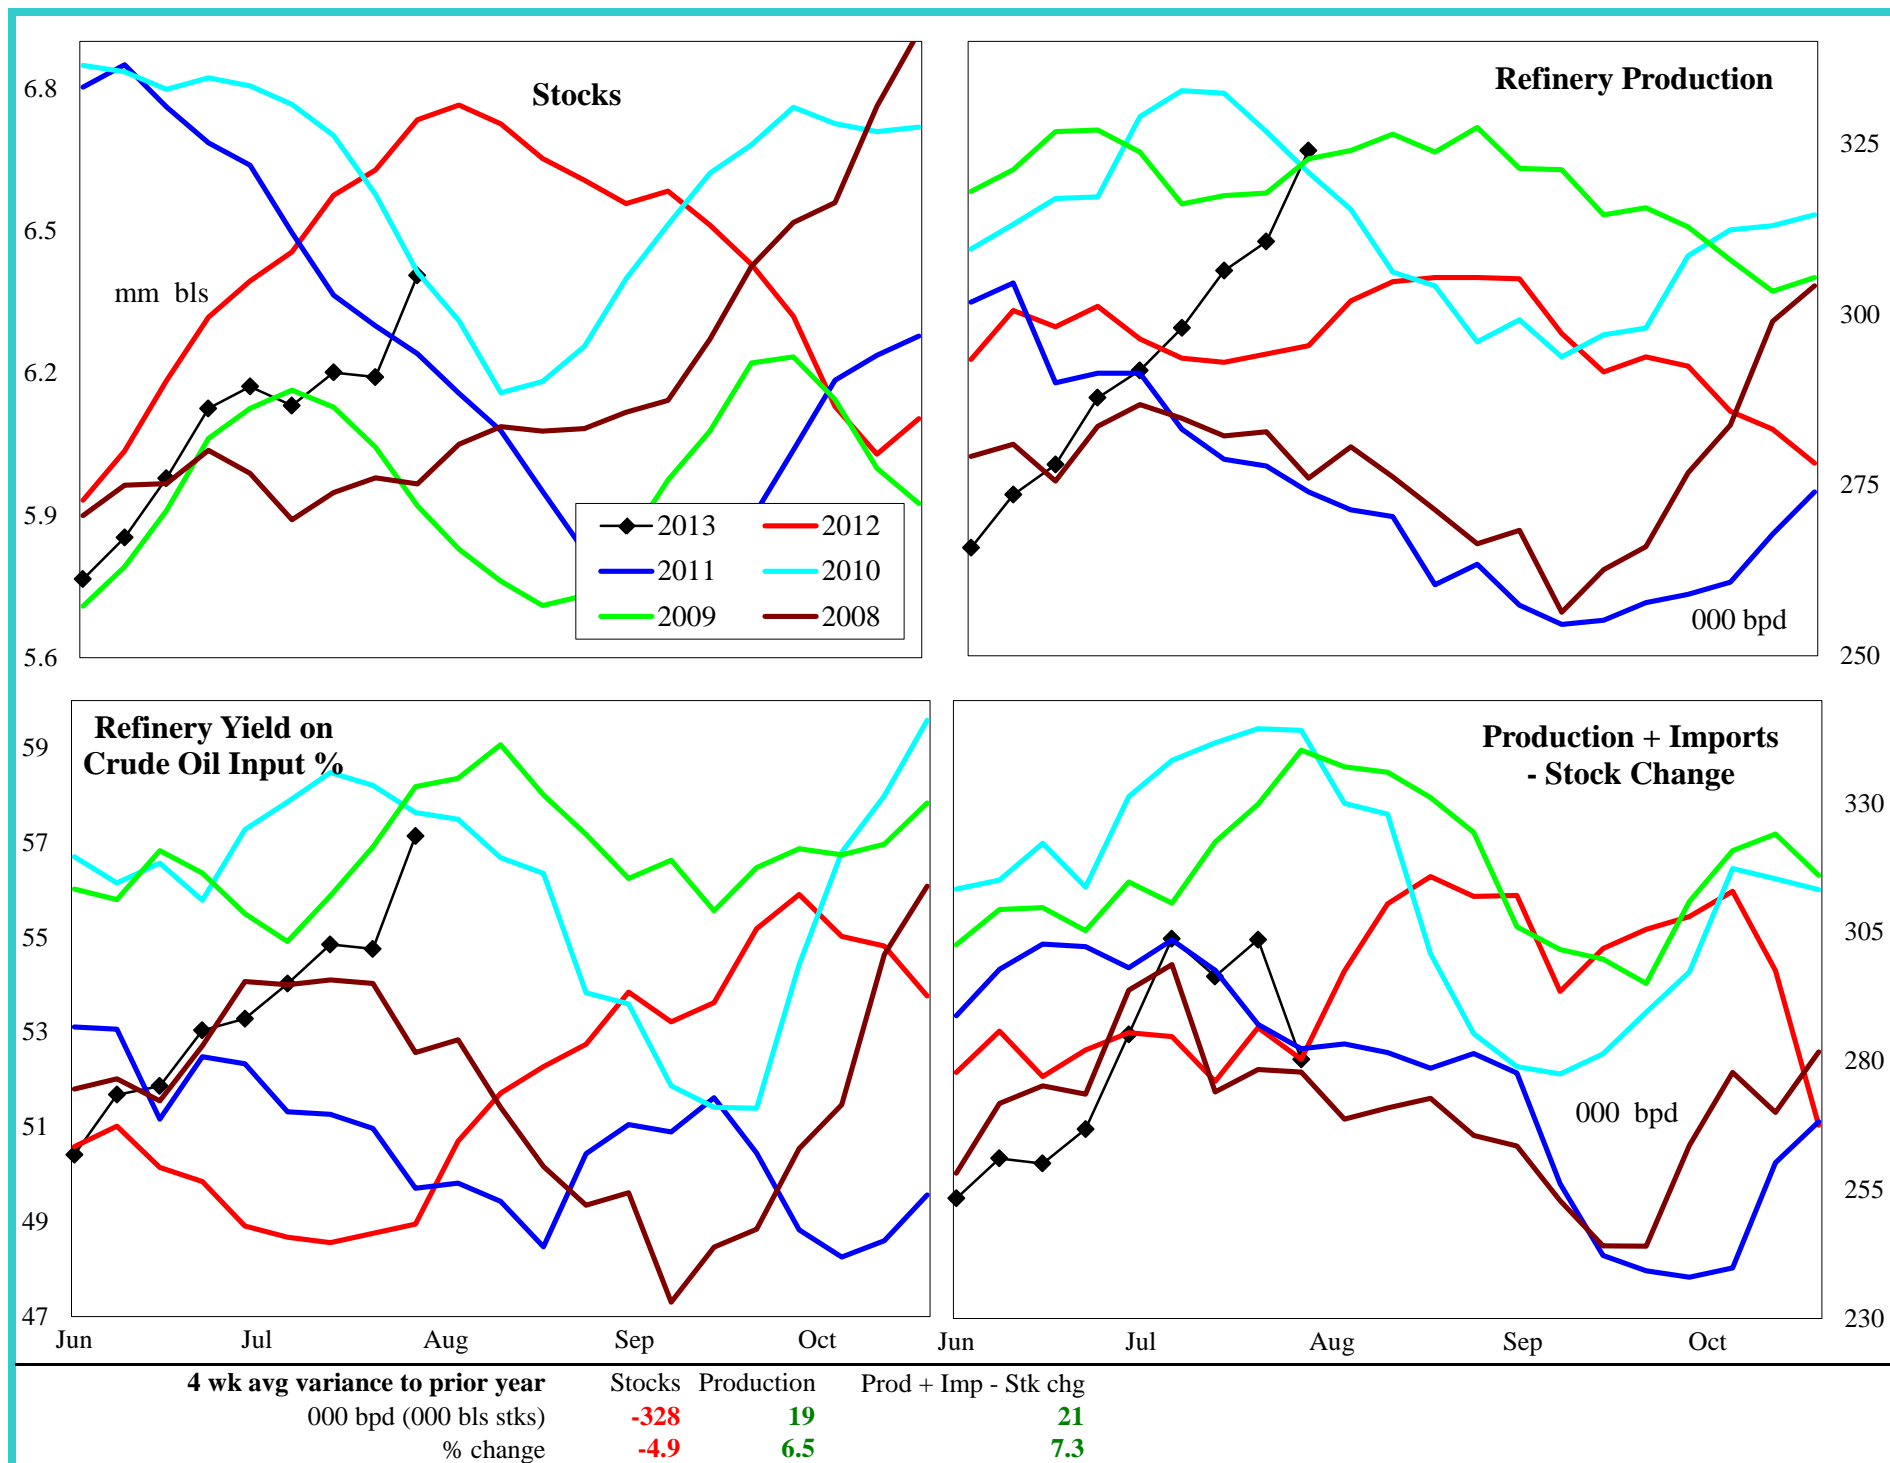 Stocks
mm bls
6.8
6.5
6.2
5.9
5.6
2013
2012
2011
2010
2009
2008
Refinery Production
325
300
275
250
000 bpd
Refinery Yield on
Crude Oil Input %
59
57
55
53
51
49
47
Jun
Jul
Aug
Sep
Oct
Production + Imports
- Stock Change
330
305
280
255
230
000 bpd
Jun
Jul
Aug
Sep
Oct
4 wk avg variance to prior year Stocks Production Prod + Imp - Stk chg
000 bpd (000 bls stks) -328 19 21
% change -4.9 6.5 7.3